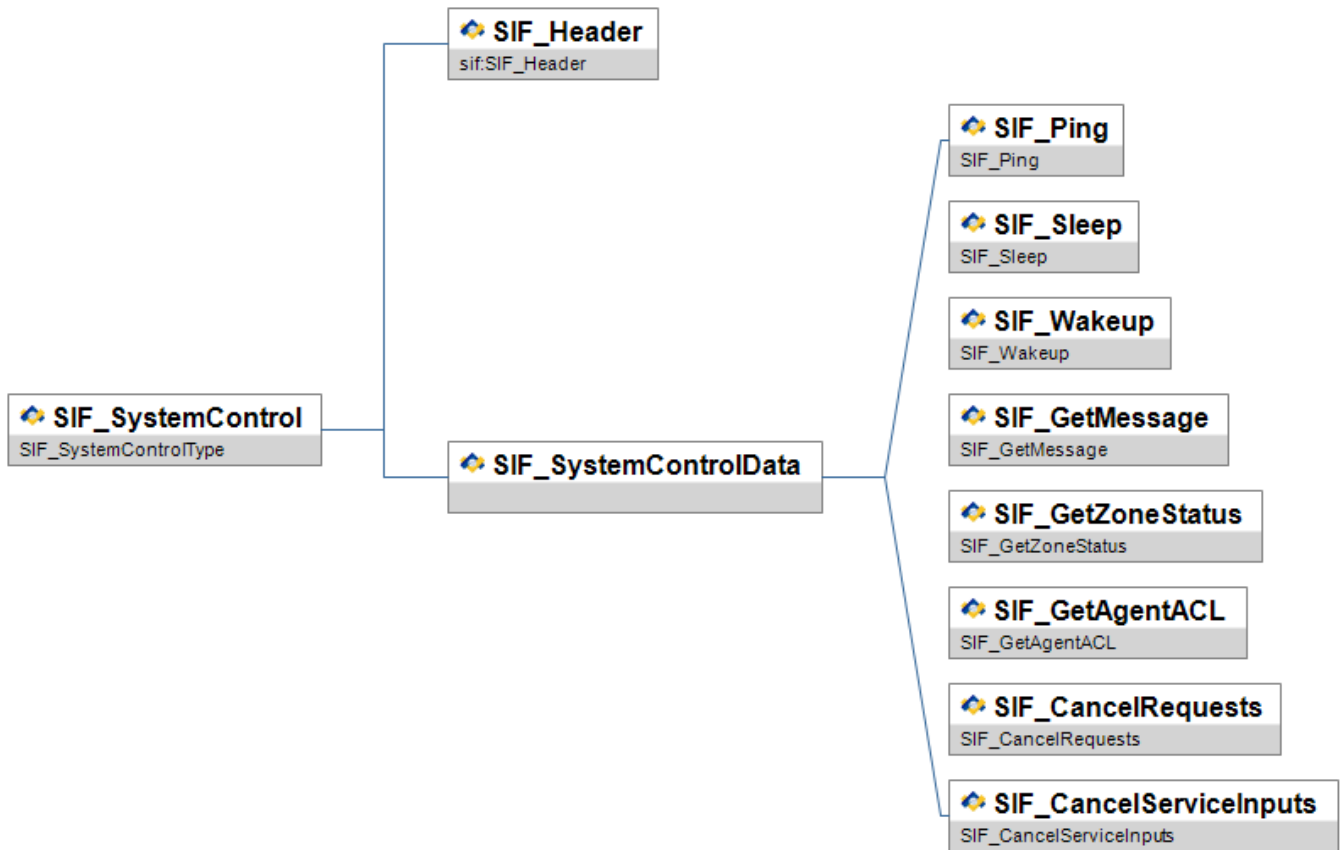 SIF_Header
sif:SIF_Header
SIF_Ping
SIF_Ping
SIF_Sleep
SIF_Sleep
SIF_Wakeup
SIF_Wakeup
SIF_SystemControl
SIF_SystemControlType
SIF_GetMessage
SIF_GetMessage
SIF_SystemControlData
SIF_GetZoneStatus
SIF_GetZoneStatus
SIF_GetAgentACL
SIF_GetAgentACL
SIF_CancelRequests
SIF_CancelRequests
SIF_CancelServiceInputs
SIF_CancelServiceInputs